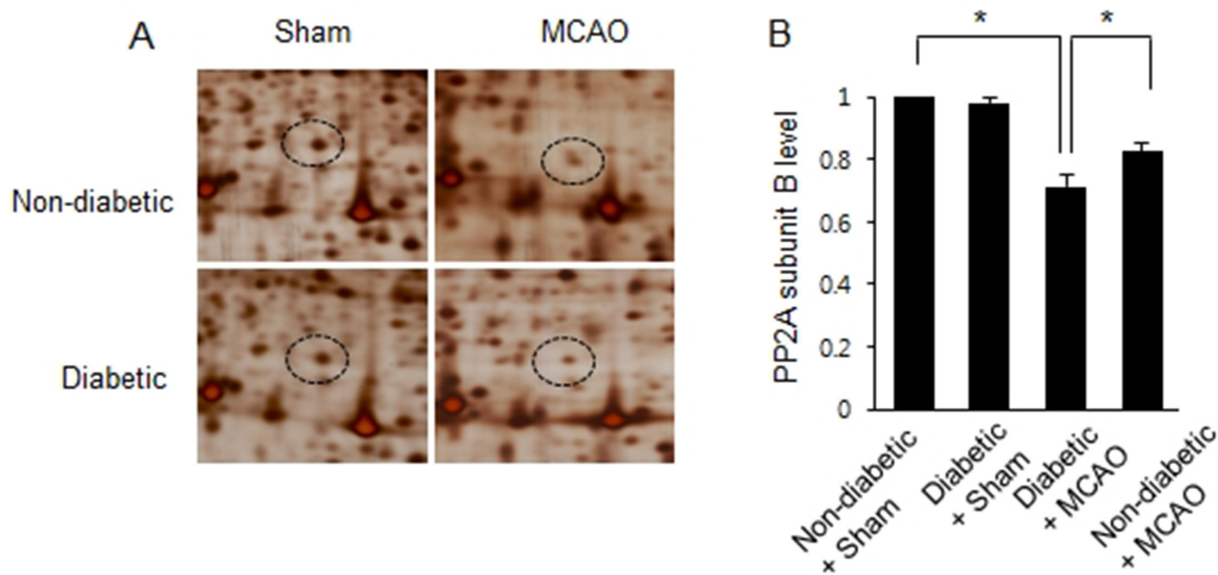 A
Sham
MCAO
Non-diabetic
Diabetic
B
*
*
PP2A subunit B level
1
0.8
0.6
0.4
0.2
0
Non-diabetic
+ Sham
Diabetic
+ Sham
Diabetic
+ MCAO
Non-diabetic
+ MCAO